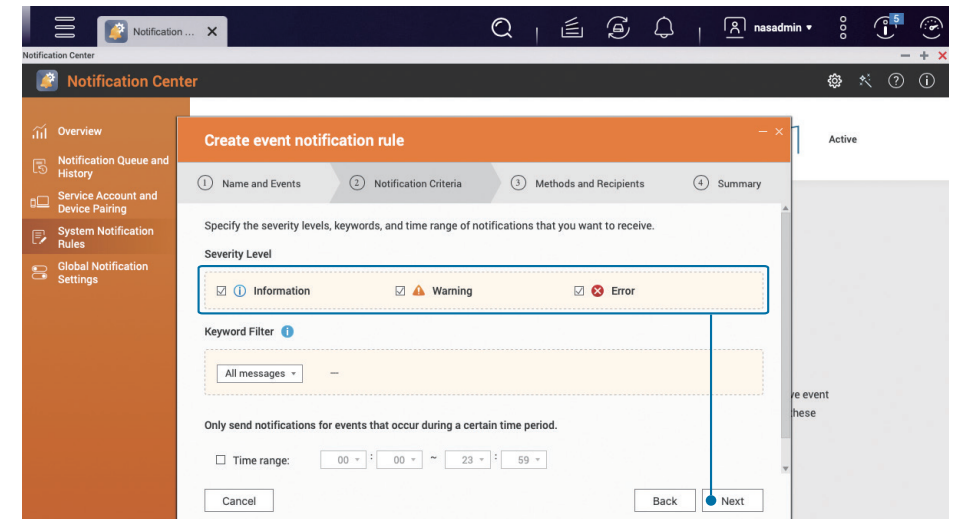 Notification ...
nasadmin
5
Notification Center
Notification Center
Overview
Notification Queue and
History
Service Account and
Device Pairing
System Notification
Rules
Global Notification
Settings
Active
Create event notification rule
1 Name and Events
2 Notification Criteria
3 Methods and Recipients
4 Summary
Specify the severity levels, keywords, and time range of notifications that you want to receive.
Severity Level
Information
Warning
Error
Keyword Filter
All messages
—
ve event
these
Only send notifications for events that occur during a certain time period.
Time range: 00 : 00 ~ 23 : 59
Cancel
Back
Next